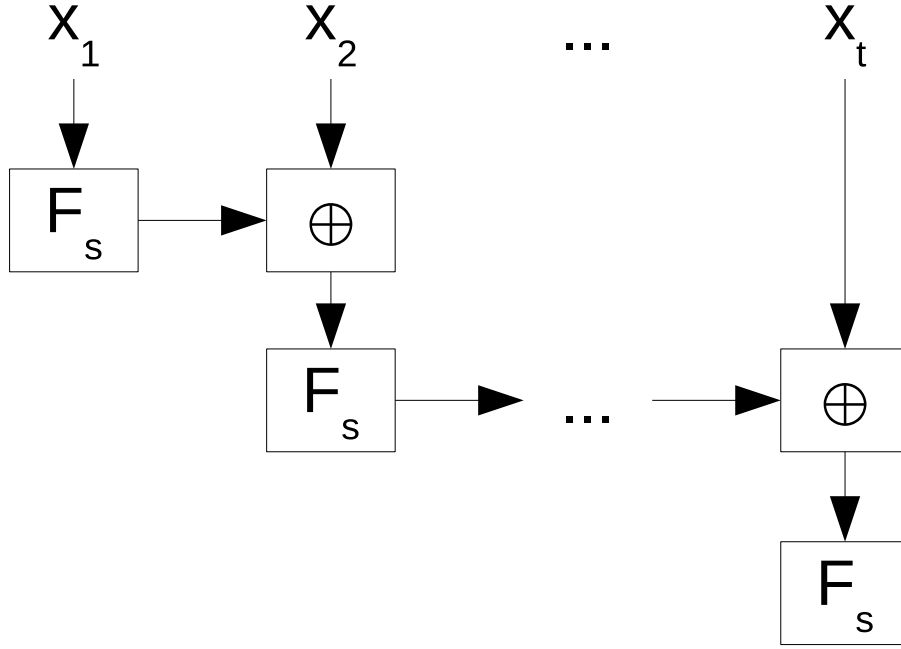 x₁ x₂ ... xₜ
Fₛ ⊕
Fₛ ... ⊕
Fₛ